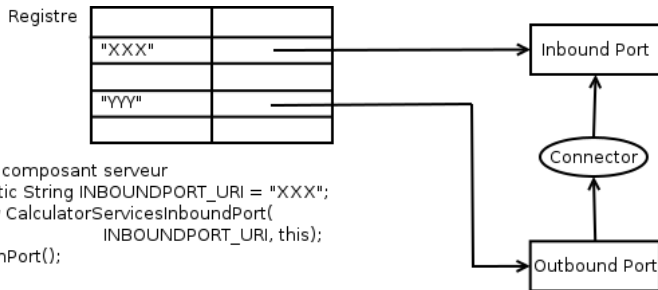 Registre
"XXX"
Inbound Port
"YYY"
Connector
composant serveur
tic String INBOUNDPORT_URI = "XXX";
CalculatorServicesInboundPort(
INBOUNDPORT_URI, this);
nPort();
Outbound Port